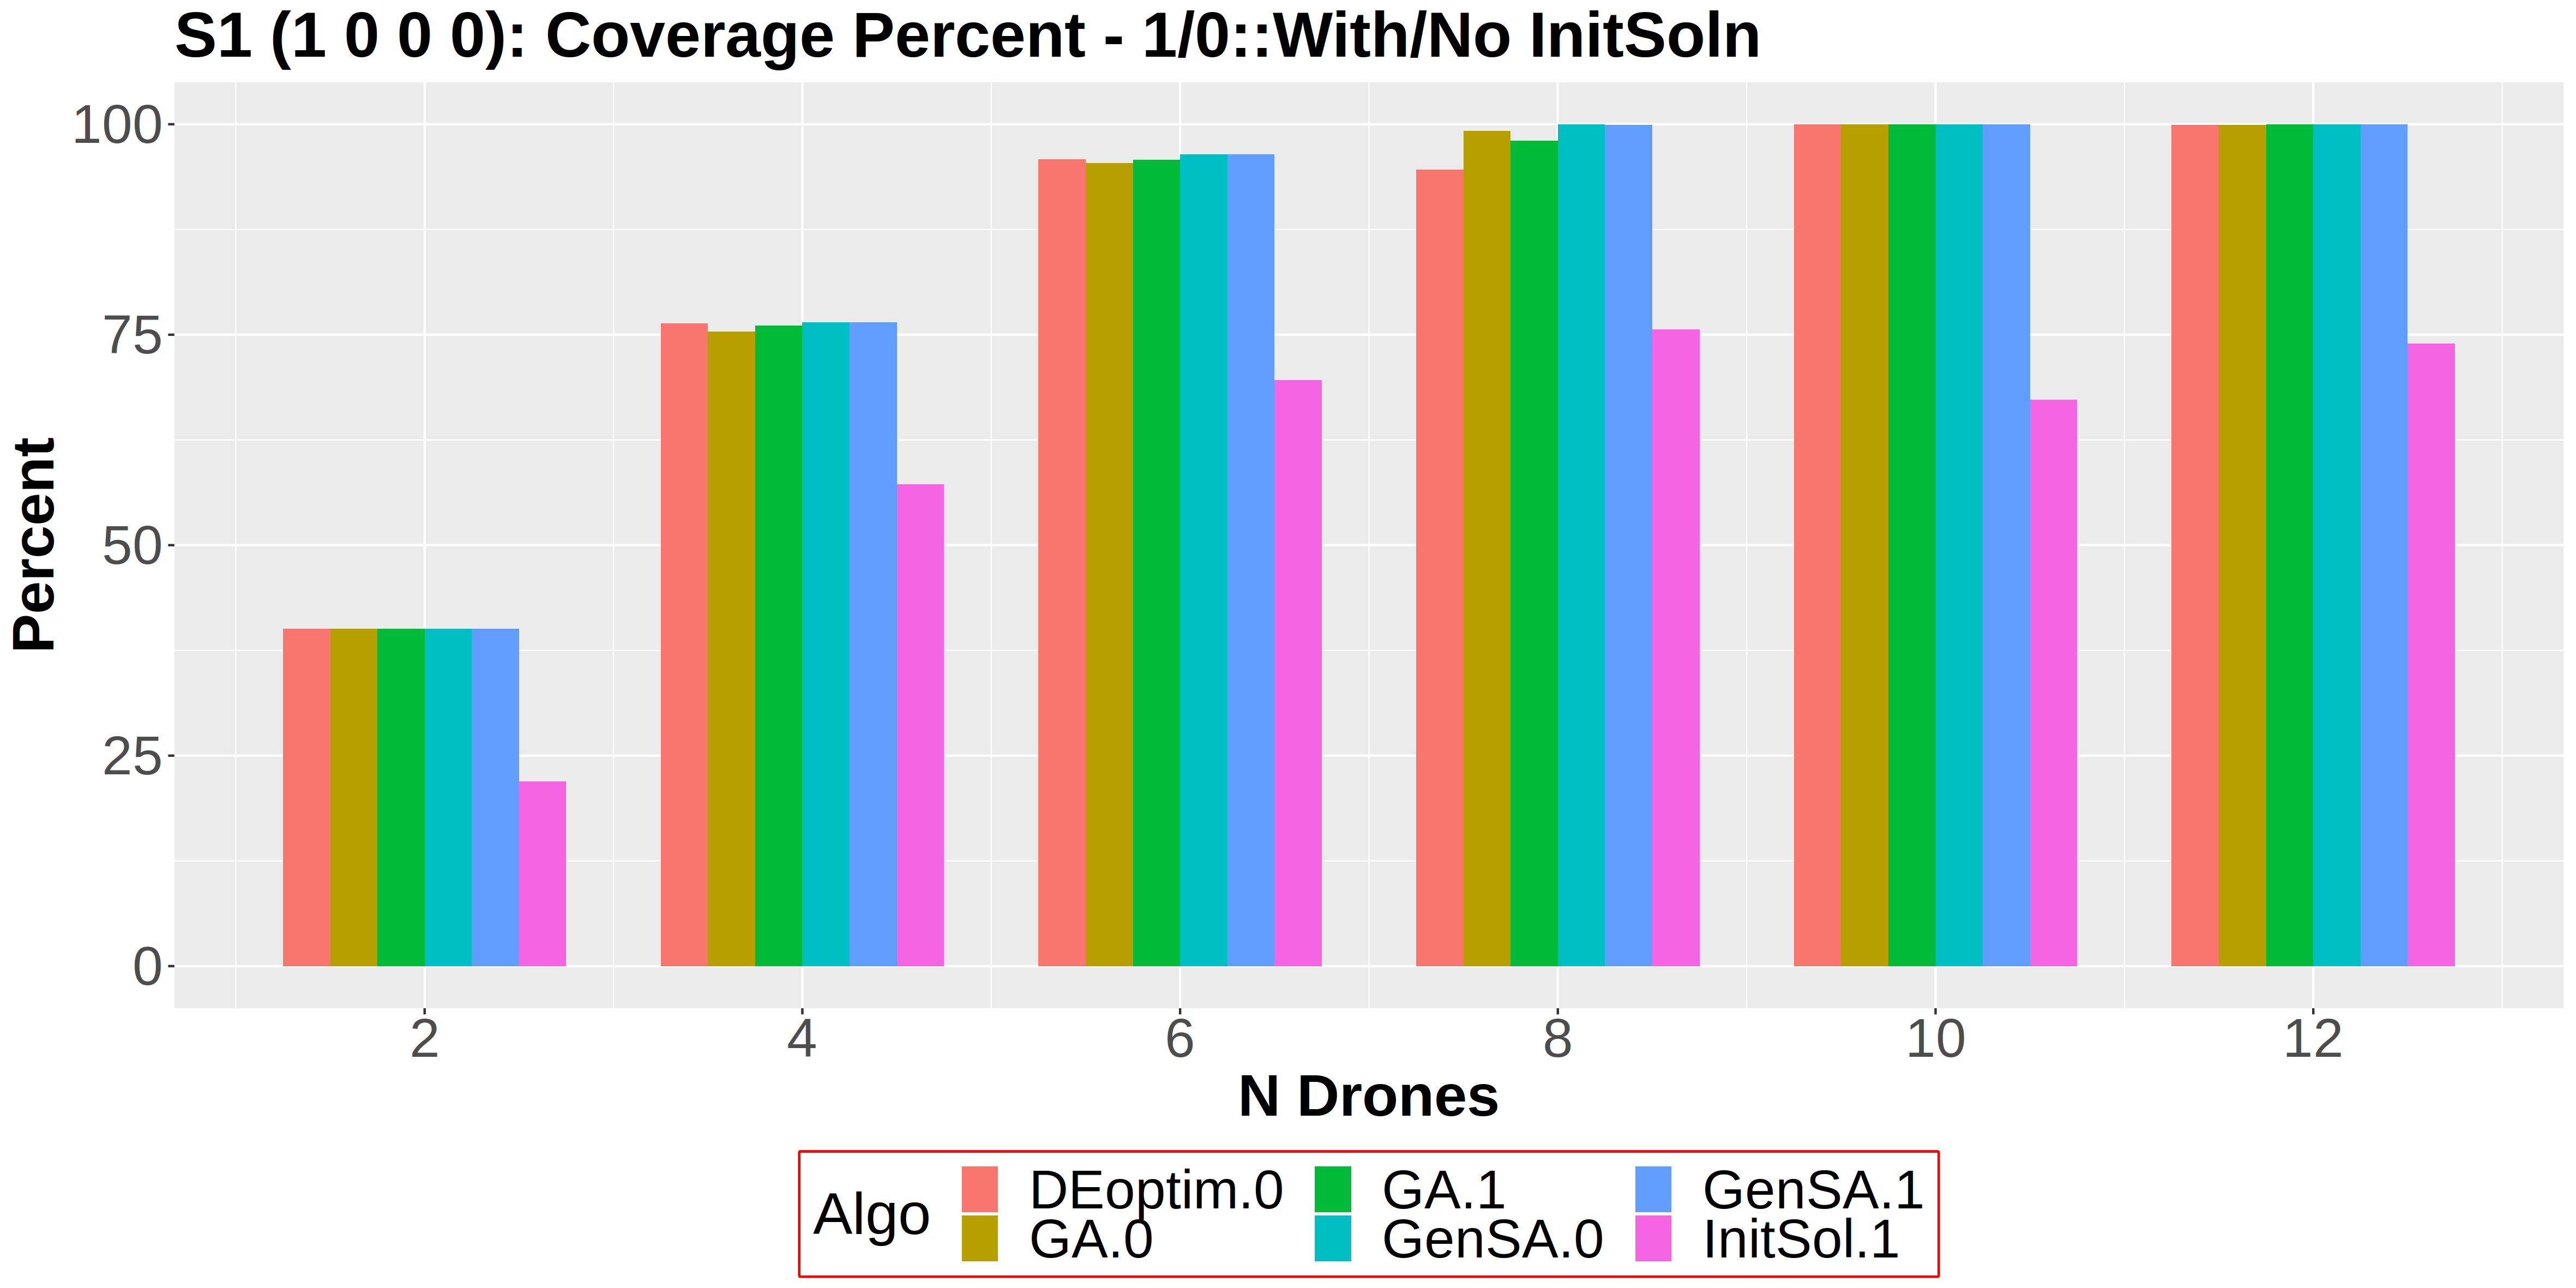 S1 (1 0 0 0): Coverage Percent - 1/0::With/No InitSoln
Percent
100
75
50
25
0
2 4 6 8 10 12
N Drones
Algo
DEoptim.0 GA.1 GenSA.1
GA.0 GenSA.0 InitSol.1